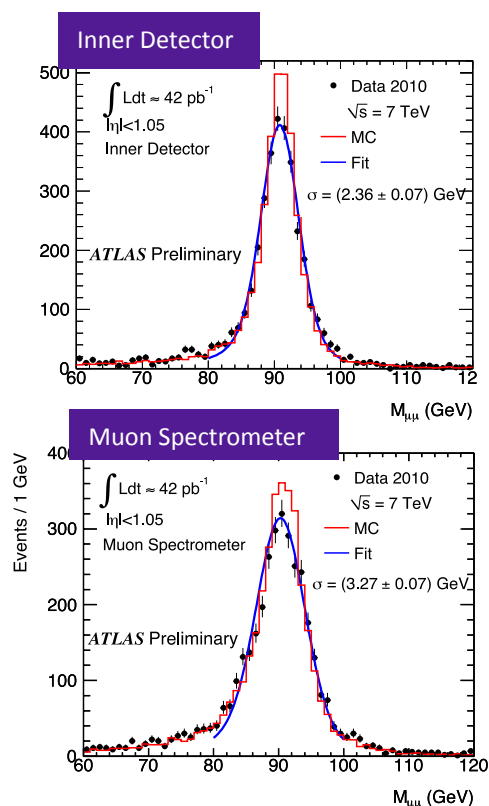 Inner Detector
500
∫ Ldt ≈ 42 pb⁻¹
|η|<1.05
Inner Detector
Data 2010
√s = 7 TeV
MC
Fit
σ = (2.36 ± 0.07) GeV
400
300
ATLAS Preliminary
200
100
0
60 70 80 90 100 110 120
M_μμ (GeV)
Muon Spectrometer
400
Events / 1 GeV
∫ Ldt ≈ 42 pb⁻¹
|η|<1.05
Muon Spectrometer
Data 2010
√s = 7 TeV
MC
Fit
σ = (3.27 ± 0.07) GeV
300
200
ATLAS Preliminary
100
0
60 70 80 90 100 110 120
M_μμ (GeV)